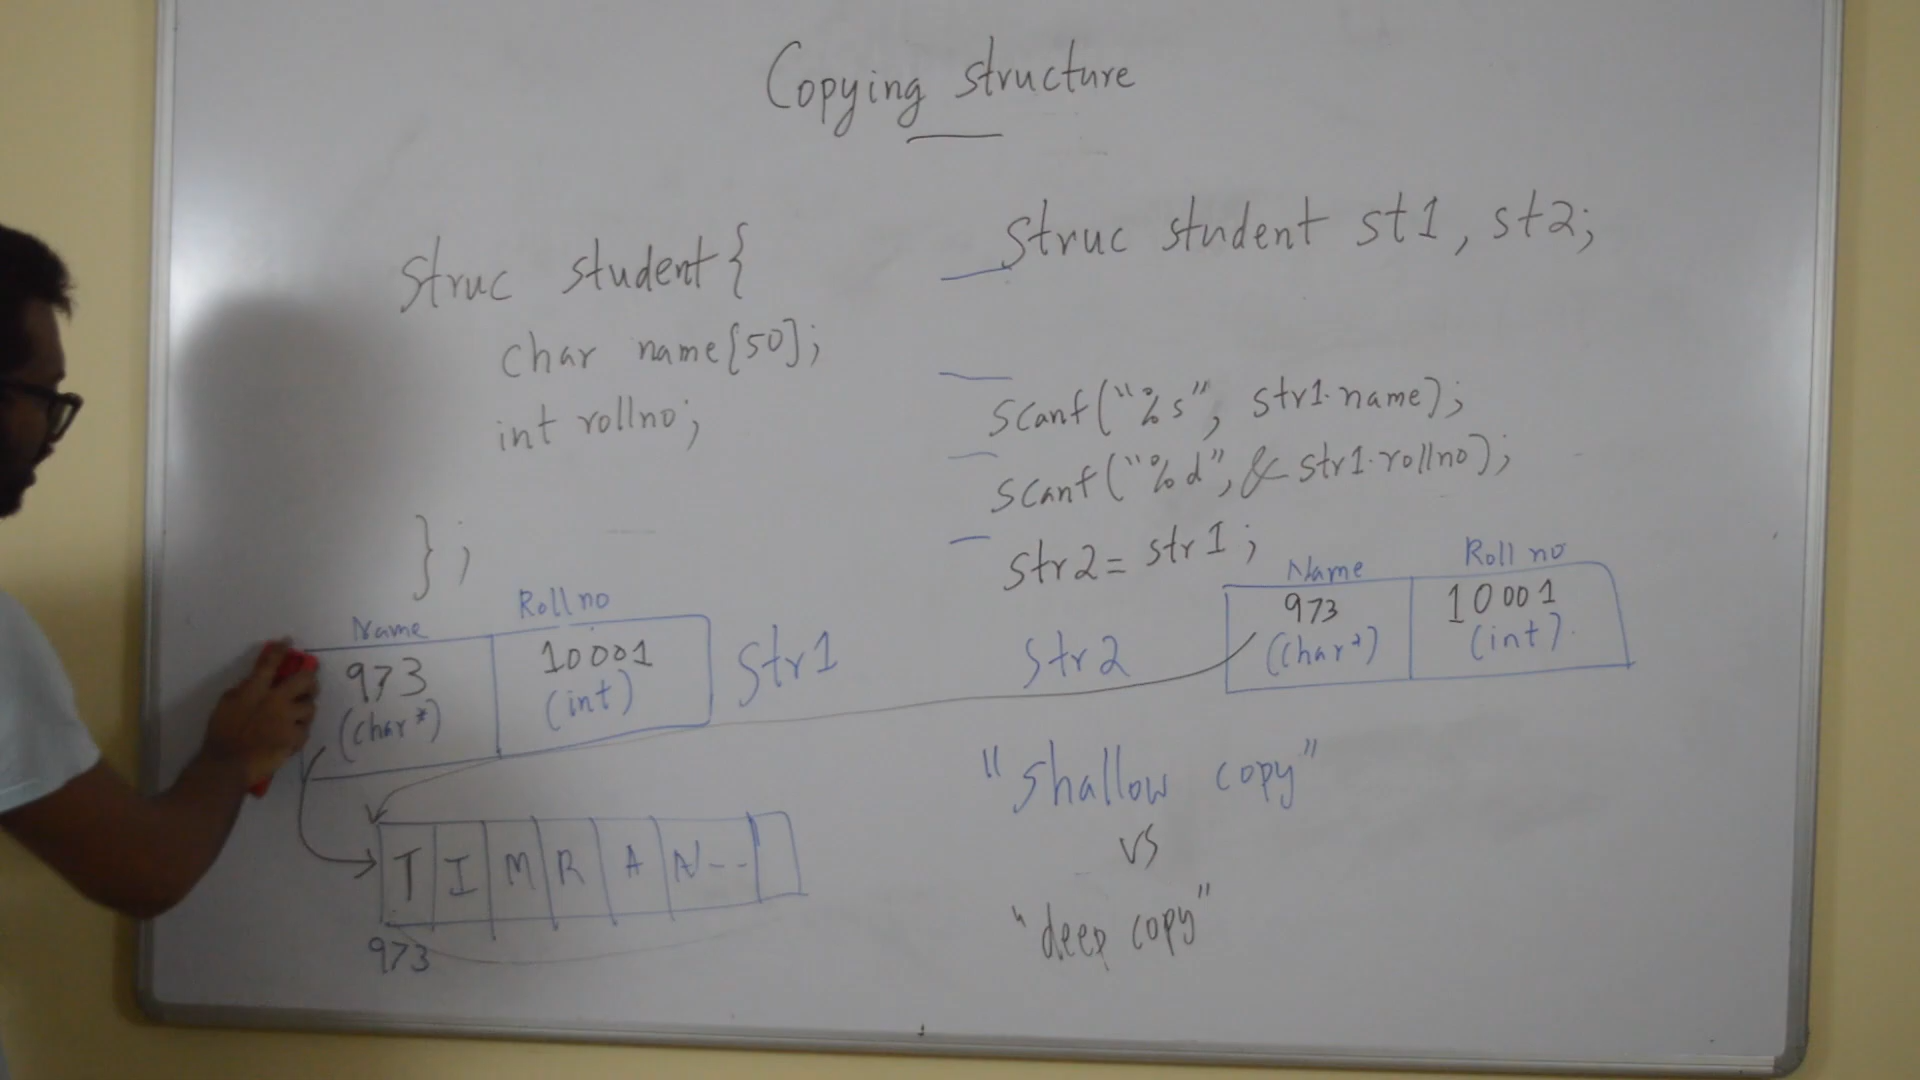 Copying structure
Struc student{
char name[50];
int rollno;
};
Struc student st1, st2;
scanf("%s", str1.name);
scanf("%d", & str1.rollno);
str2 = str1;
Name Roll no
973 10001
(char*) (int)
Str1
Str2
Name Roll no
973 10001
(char*) (int)
T I M R A N--
973
"Shallow copy"
vs
"deep copy"